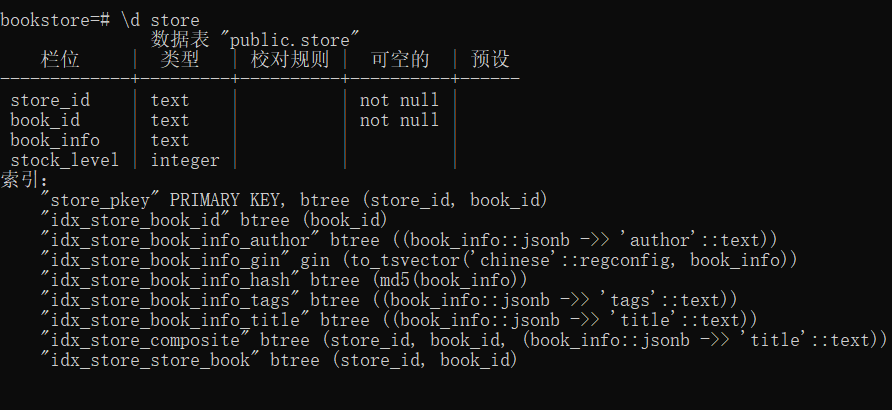 bookstore=# \d store
数据表 "public.store"
栏位 | 类型 | 校对规则 | 可空的 | 预设
-------------+---------+----------+----------+------
store_id | text | | not null |
book_id | text | | not null |
book_info | text | | |
stock_level | integer | | |
索引:
"store_pkey" PRIMARY KEY, btree (store_id, book_id)
"idx_store_book_id" btree (book_id)
"idx_store_book_info_author" btree ((book_info::jsonb ->> 'author'::text))
"idx_store_book_info_gin" gin (to_tsvector('chinese'::regconfig, book_info))
"idx_store_book_info_hash" btree (md5(book_info))
"idx_store_book_info_tags" btree ((book_info::jsonb ->> 'tags'::text))
"idx_store_book_info_title" btree ((book_info::jsonb ->> 'title'::text))
"idx_store_composite" btree (store_id, book_id, (book_info::jsonb ->> 'title'::text))
"idx_store_store_book" btree (store_id, book_id)